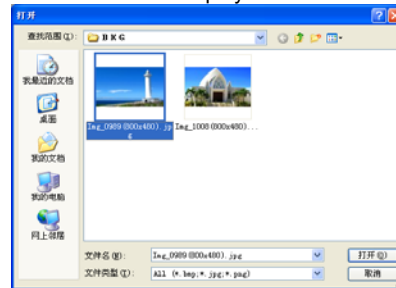 打开
查找范围(I):
BKG
我最近的文档
桌面
我的文档
我的电脑
网上邻居
Img_0989(800x480).jp
g
Img_1008(800x480)...
文件名(N):
Img_0989(800x480).jpg
打开(O)
文件类型(T):
All (*.bmp;*.jpg;*.png)
取消